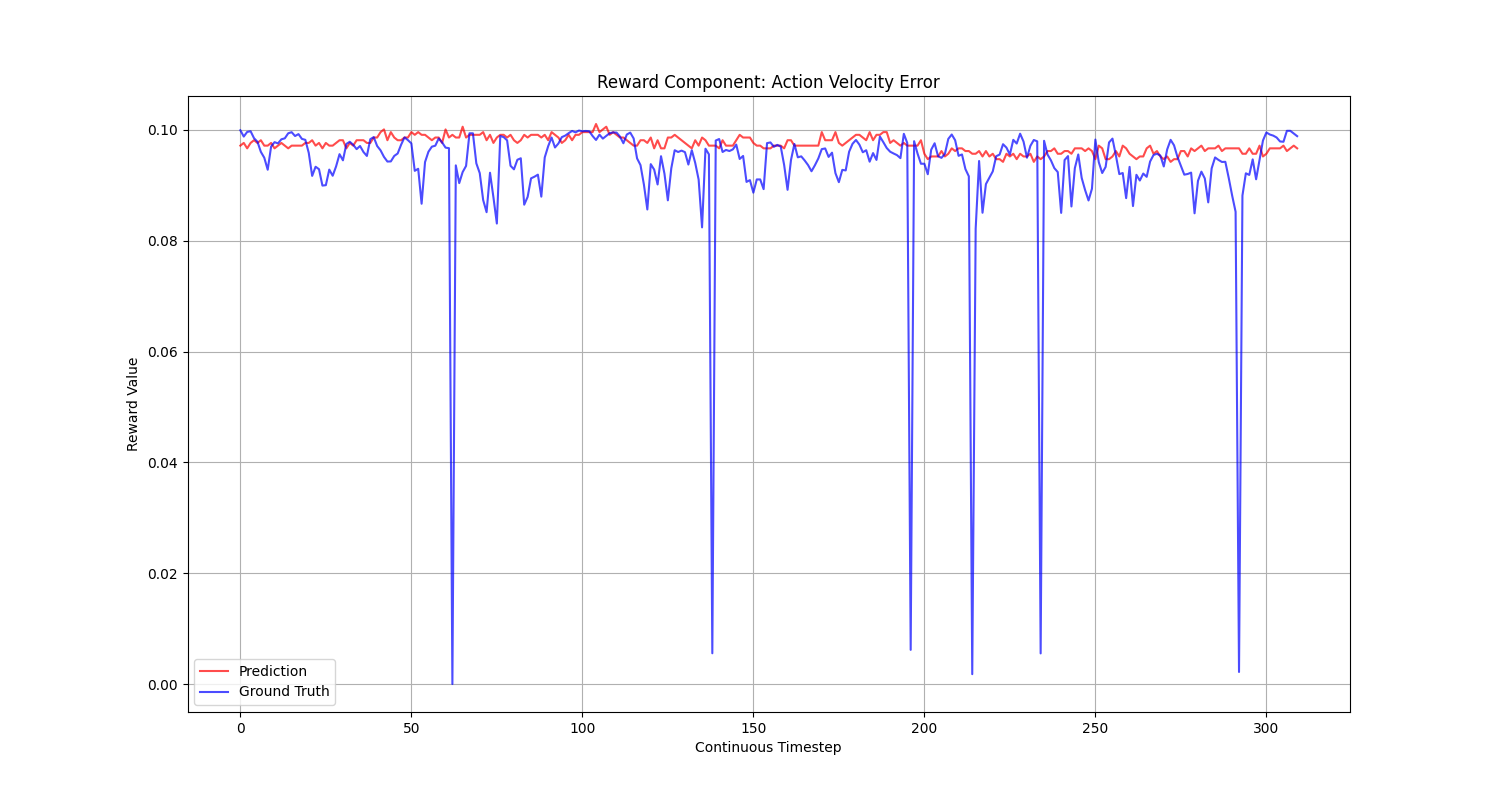 Reward Component: Action Velocity Error
0.10
0.08
0.06
0.04
0.02
0.00
Reward Value
Prediction
Ground Truth
0 50 100 150 200 250 300
Continuous Timestep